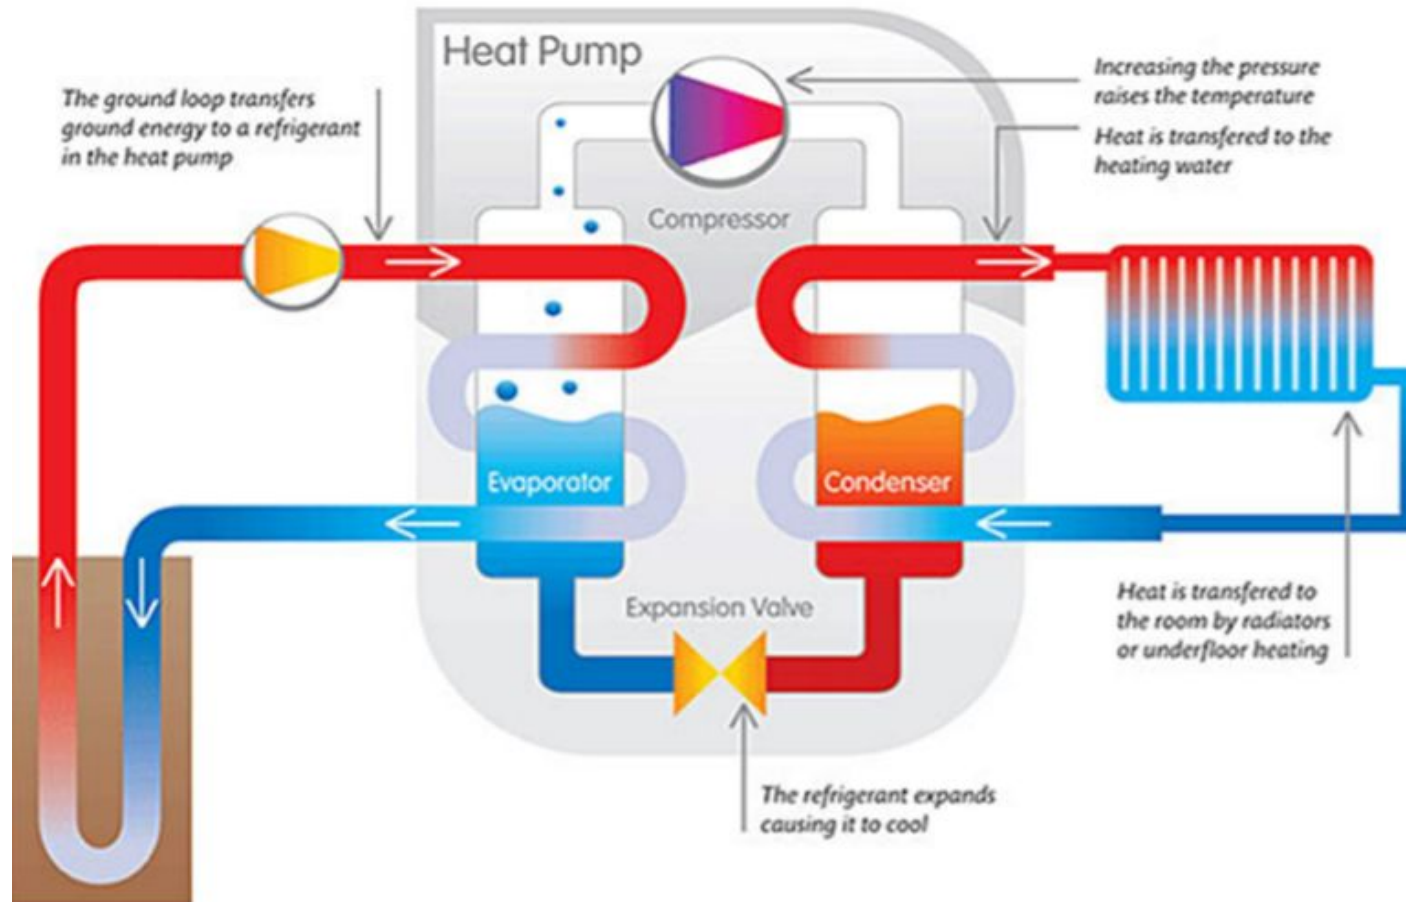 Heat Pump
The ground loop transfers
ground energy to a refrigerant
in the heat pump
Increasing the pressure
raises the temperature
Heat is transfered to the
heating water
Compressor
Evaporator
Condenser
Expansion Valve
Heat is transfered to
the room by radiators
or underfloor heating
The refrigerant expands
causing it to cool